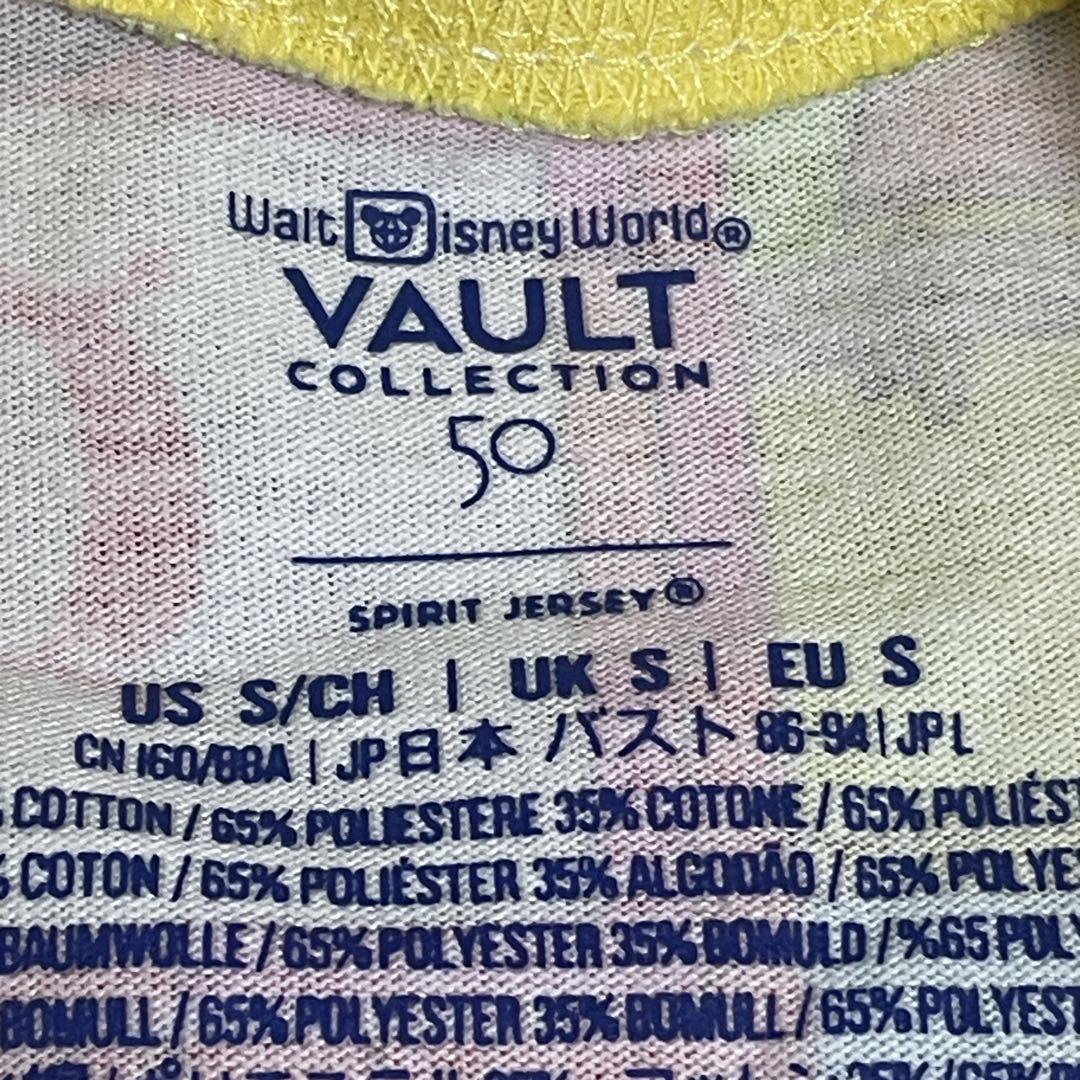 Walt Disney World®
VAULT
COLLECTION
50
SPIRIT JERSEY®
US S/CH | UK S | EU S
CN 160/88A | JP 日本 バスト 86-94 | JP L
% COTTON / 65% POLIESTERE 35% COTONE / 65% POLIÉST
% COTON / 65% POLIÉSTER 35% ALGODÃO / 65% POLYE
BAUMWOLLE / 65% POLYESTER 35% BOMULD / %65 POLY
BOMULL / 65% POLYESTER 35% BOMULL / 65% POLYEST